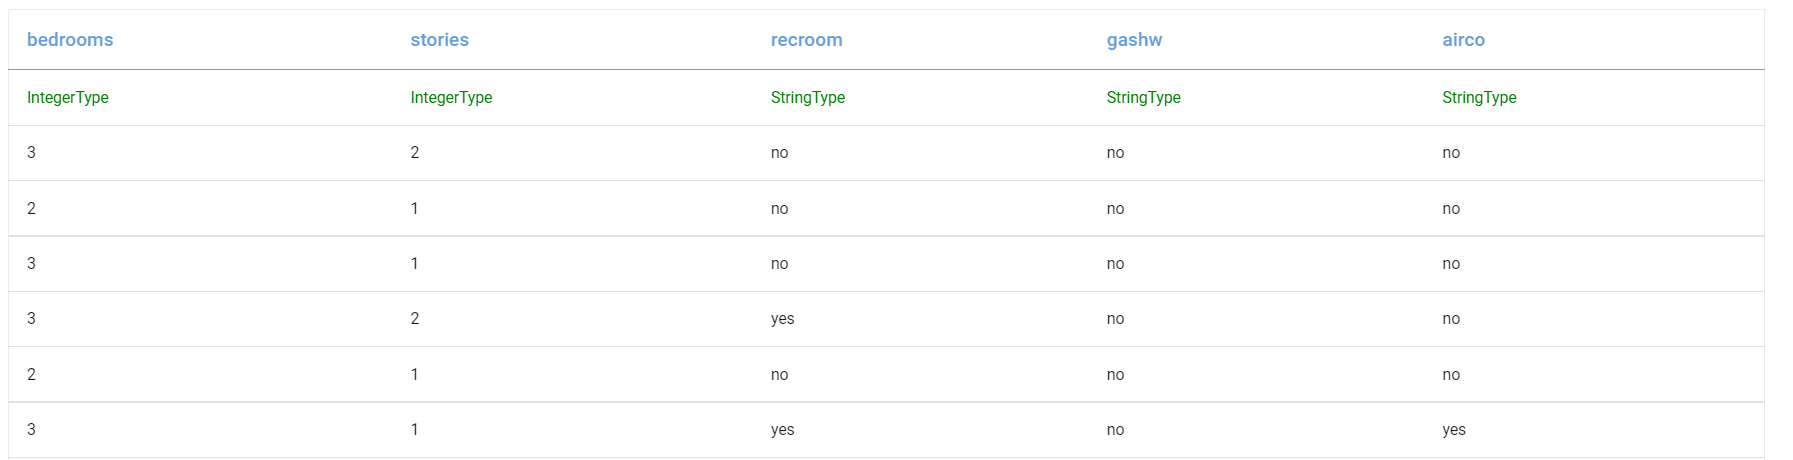 bedrooms stories recroom gashw airco
IntegerType IntegerType StringType StringType StringType
3 2 no no no
2 1 no no no
3 1 no no no
3 2 yes no no
2 1 no no no
3 1 yes no yes